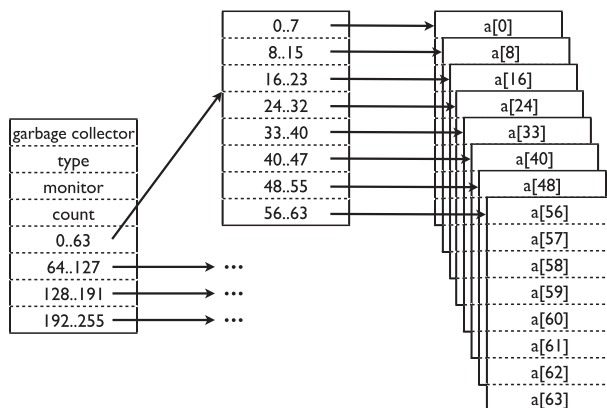 garbage collector
type
monitor
count
0..63
64..127
128..191
192..255
...
...
...
0..7
8..15
16..23
24..32
33..40
40..47
48..55
56..63
a[0]
a[8]
a[16]
a[24]
a[33]
a[40]
a[48]
a[56]
a[57]
a[58]
a[59]
a[60]
a[61]
a[62]
a[63]